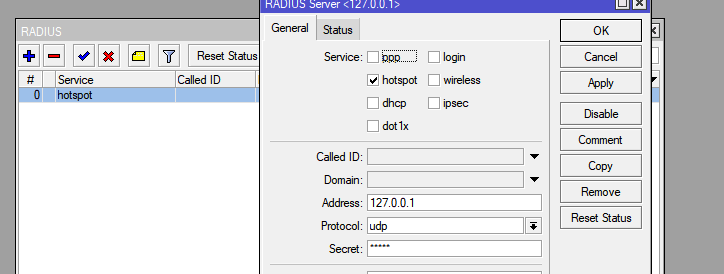 RADIUS Server <127.0.0.1>
RADIUS
Reset Status
# Service Called ID
0 hotspot
General Status
Service: ppp login
hotspot wireless
dhcp ipsec
dot1x
Called ID:
Domain:
Address: 127.0.0.1
Protocol: udp
Secret: *****
OK
Cancel
Apply
Disable
Comment
Copy
Remove
Reset Status